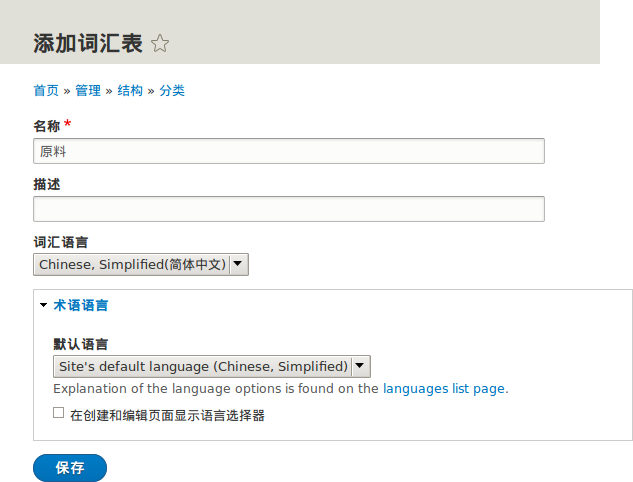 添加词汇表
首页 » 管理 » 结构 » 分类
名称 *
原料
描述
词汇语言
Chinese, Simplified(简体中文)
术语语言
默认语言
Site's default language (Chinese, Simplified)
Explanation of the language options is found on the languages list page.
在创建和编辑页面显示语言选择器
保存